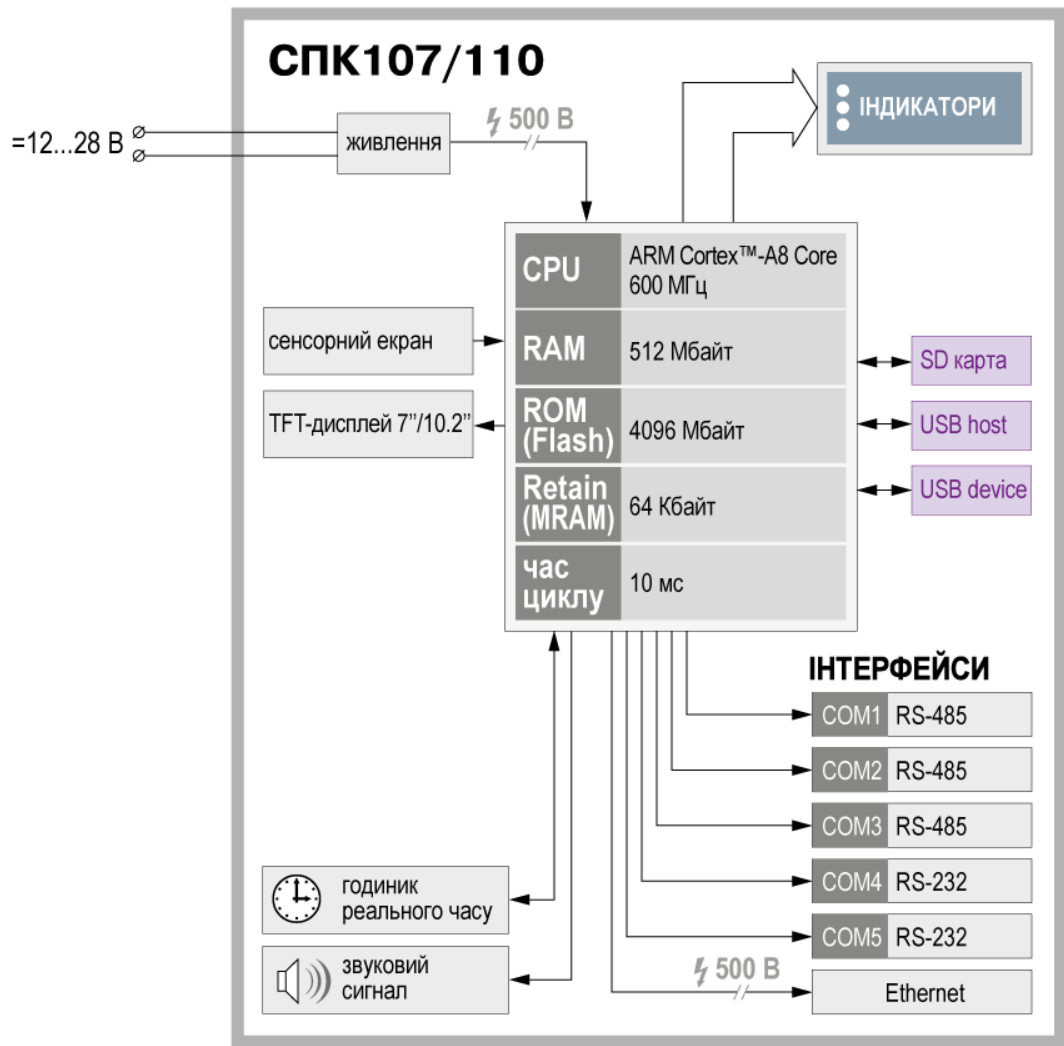 СПК107/110
=12...28 В
живлення
500 В
ІНДИКАТОРИ
CPU
ARM Cortex™-A8 Core
600 МГц
RAM
512 Мбайт
ROM
(Flash)
4096 Мбайт
Retain
(MRAM)
64 Кбайт
час
циклу
10 мс
сенсорний екран
TFT-дисплей 7”/10.2”
SD карта
USB host
USB device
ІНТЕРФЕЙСИ
COM1 RS-485
COM2 RS-485
COM3 RS-485
COM4 RS-232
COM5 RS-232
500 В
Ethernet
годиник
реального часу
звуковий
сигнал